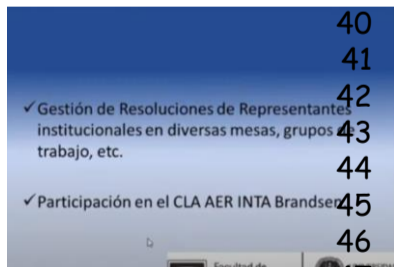 40
41
42
✓Gestión de Resoluciones de Representantes
institucionales en diversas mesas, grupos de
43
trabajo, etc.
44
✓Participación en el CLA AER INTA Brandsen
45
46
Facultad de